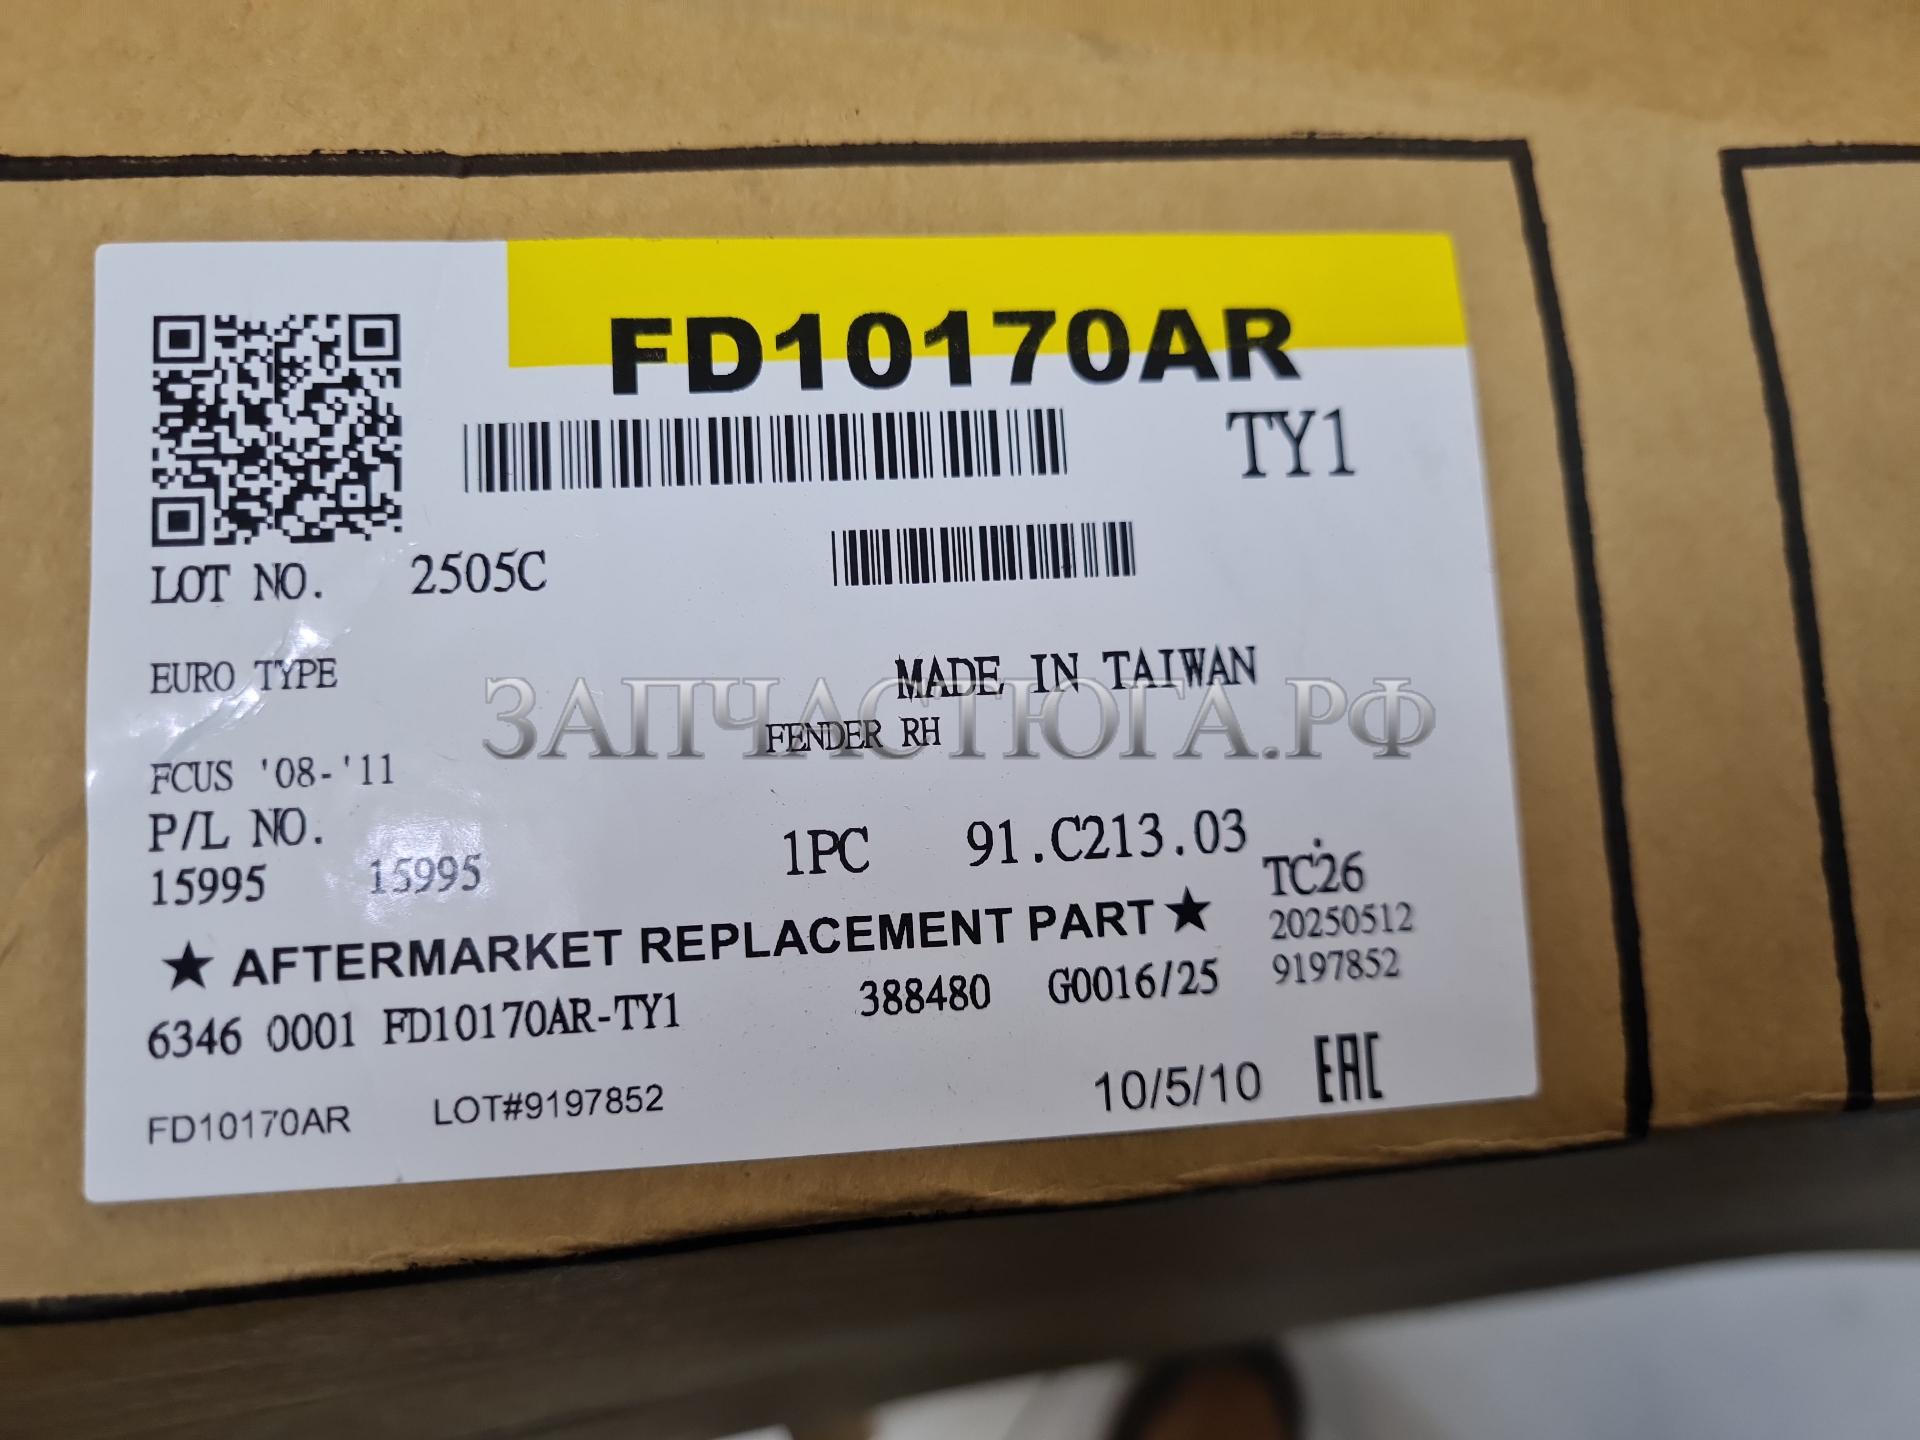 FD10170AR
TY1
LOT NO. 2505C
EURO TYPE
MADE IN TAIWAN
ЗАПЧАСТЮГА.РФ
FENDER RH
FCUS '08-'11
P/L NO.
15995 15995
1PC 91.C213.03
TC26
20250512
9197852
★ AFTERMARKET REPLACEMENT PART ★
6346 0001 FD10170AR-TY1 388480 G0016/25
FD10170AR LOT#9197852 10/5/10 EAC